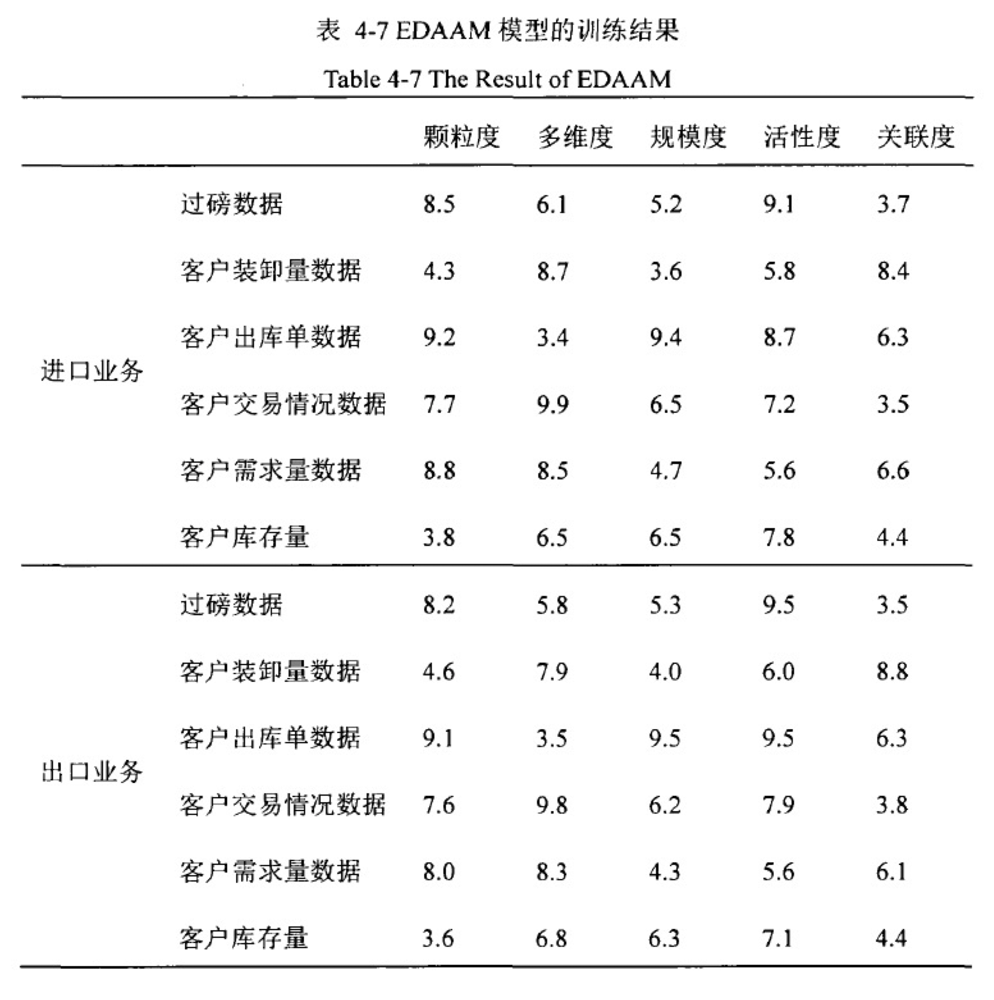 表 4-7 EDAAM 模型的训练结果
Table 4-7 The Result of EDAAM
颗粒度 多维度 规模度 活性度 关联度
过磅数据 8.5 6.1 5.2 9.1 3.7
客户装卸量数据 4.3 8.7 3.6 5.8 8.4
客户出库单数据 9.2 3.4 9.4 8.7 6.3
进口业务
客户交易情况数据 7.7 9.9 6.5 7.2 3.5
客户需求量数据 8.8 8.5 4.7 5.6 6.6
客户库存量 3.8 6.5 6.5 7.8 4.4
过磅数据 8.2 5.8 5.3 9.5 3.5
客户装卸量数据 4.6 7.9 4.0 6.0 8.8
客户出库单数据 9.1 3.5 9.5 9.5 6.3
出口业务
客户交易情况数据 7.6 9.8 6.2 7.9 3.8
客户需求量数据 8.0 8.3 4.3 5.6 6.1
客户库存量 3.6 6.8 6.3 7.1 4.4